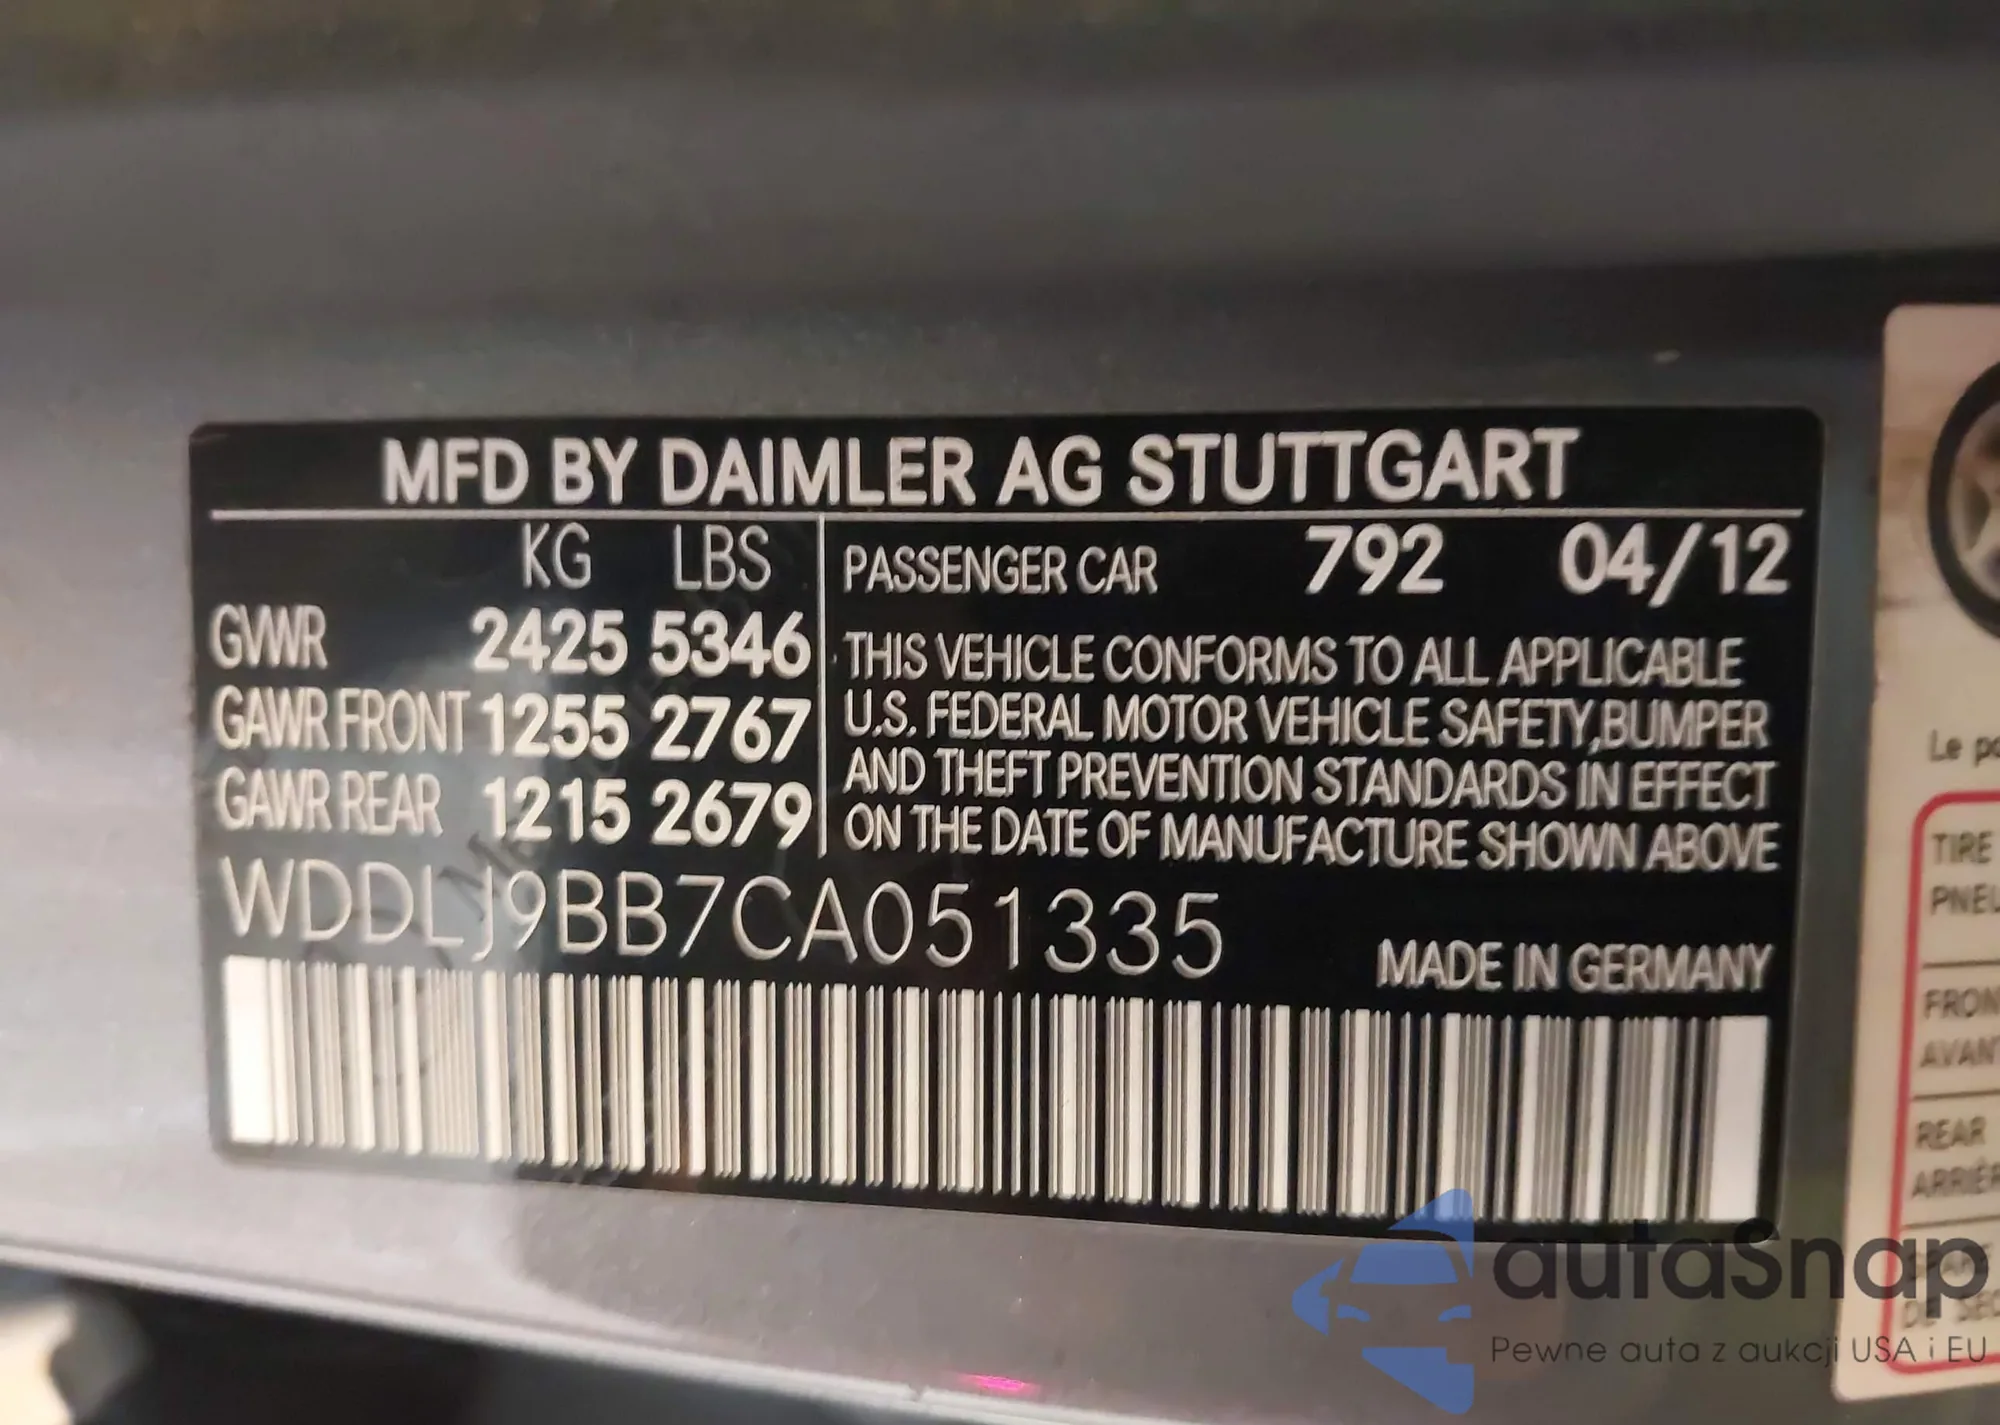 MFD BY DAIMLER AG STUTTGART
KG LBS
GVWR 2425 5346
GAWR FRONT 1255 2767
GAWR REAR 1215 2679
PASSENGER CAR 792 04/12
THIS VEHICLE CONFORMS TO ALL APPLICABLE
U.S. FEDERAL MOTOR VEHICLE SAFETY,BUMPER
AND THEFT PREVENTION STANDARDS IN EFFECT
ON THE DATE OF MANUFACTURE SHOWN ABOVE
WDDLJ9BB7CA051335
MADE IN GERMANY
Le
TIRE
FRON
AVAN
REAR
autaSnap
Pewne auta z aukcji USA i EU